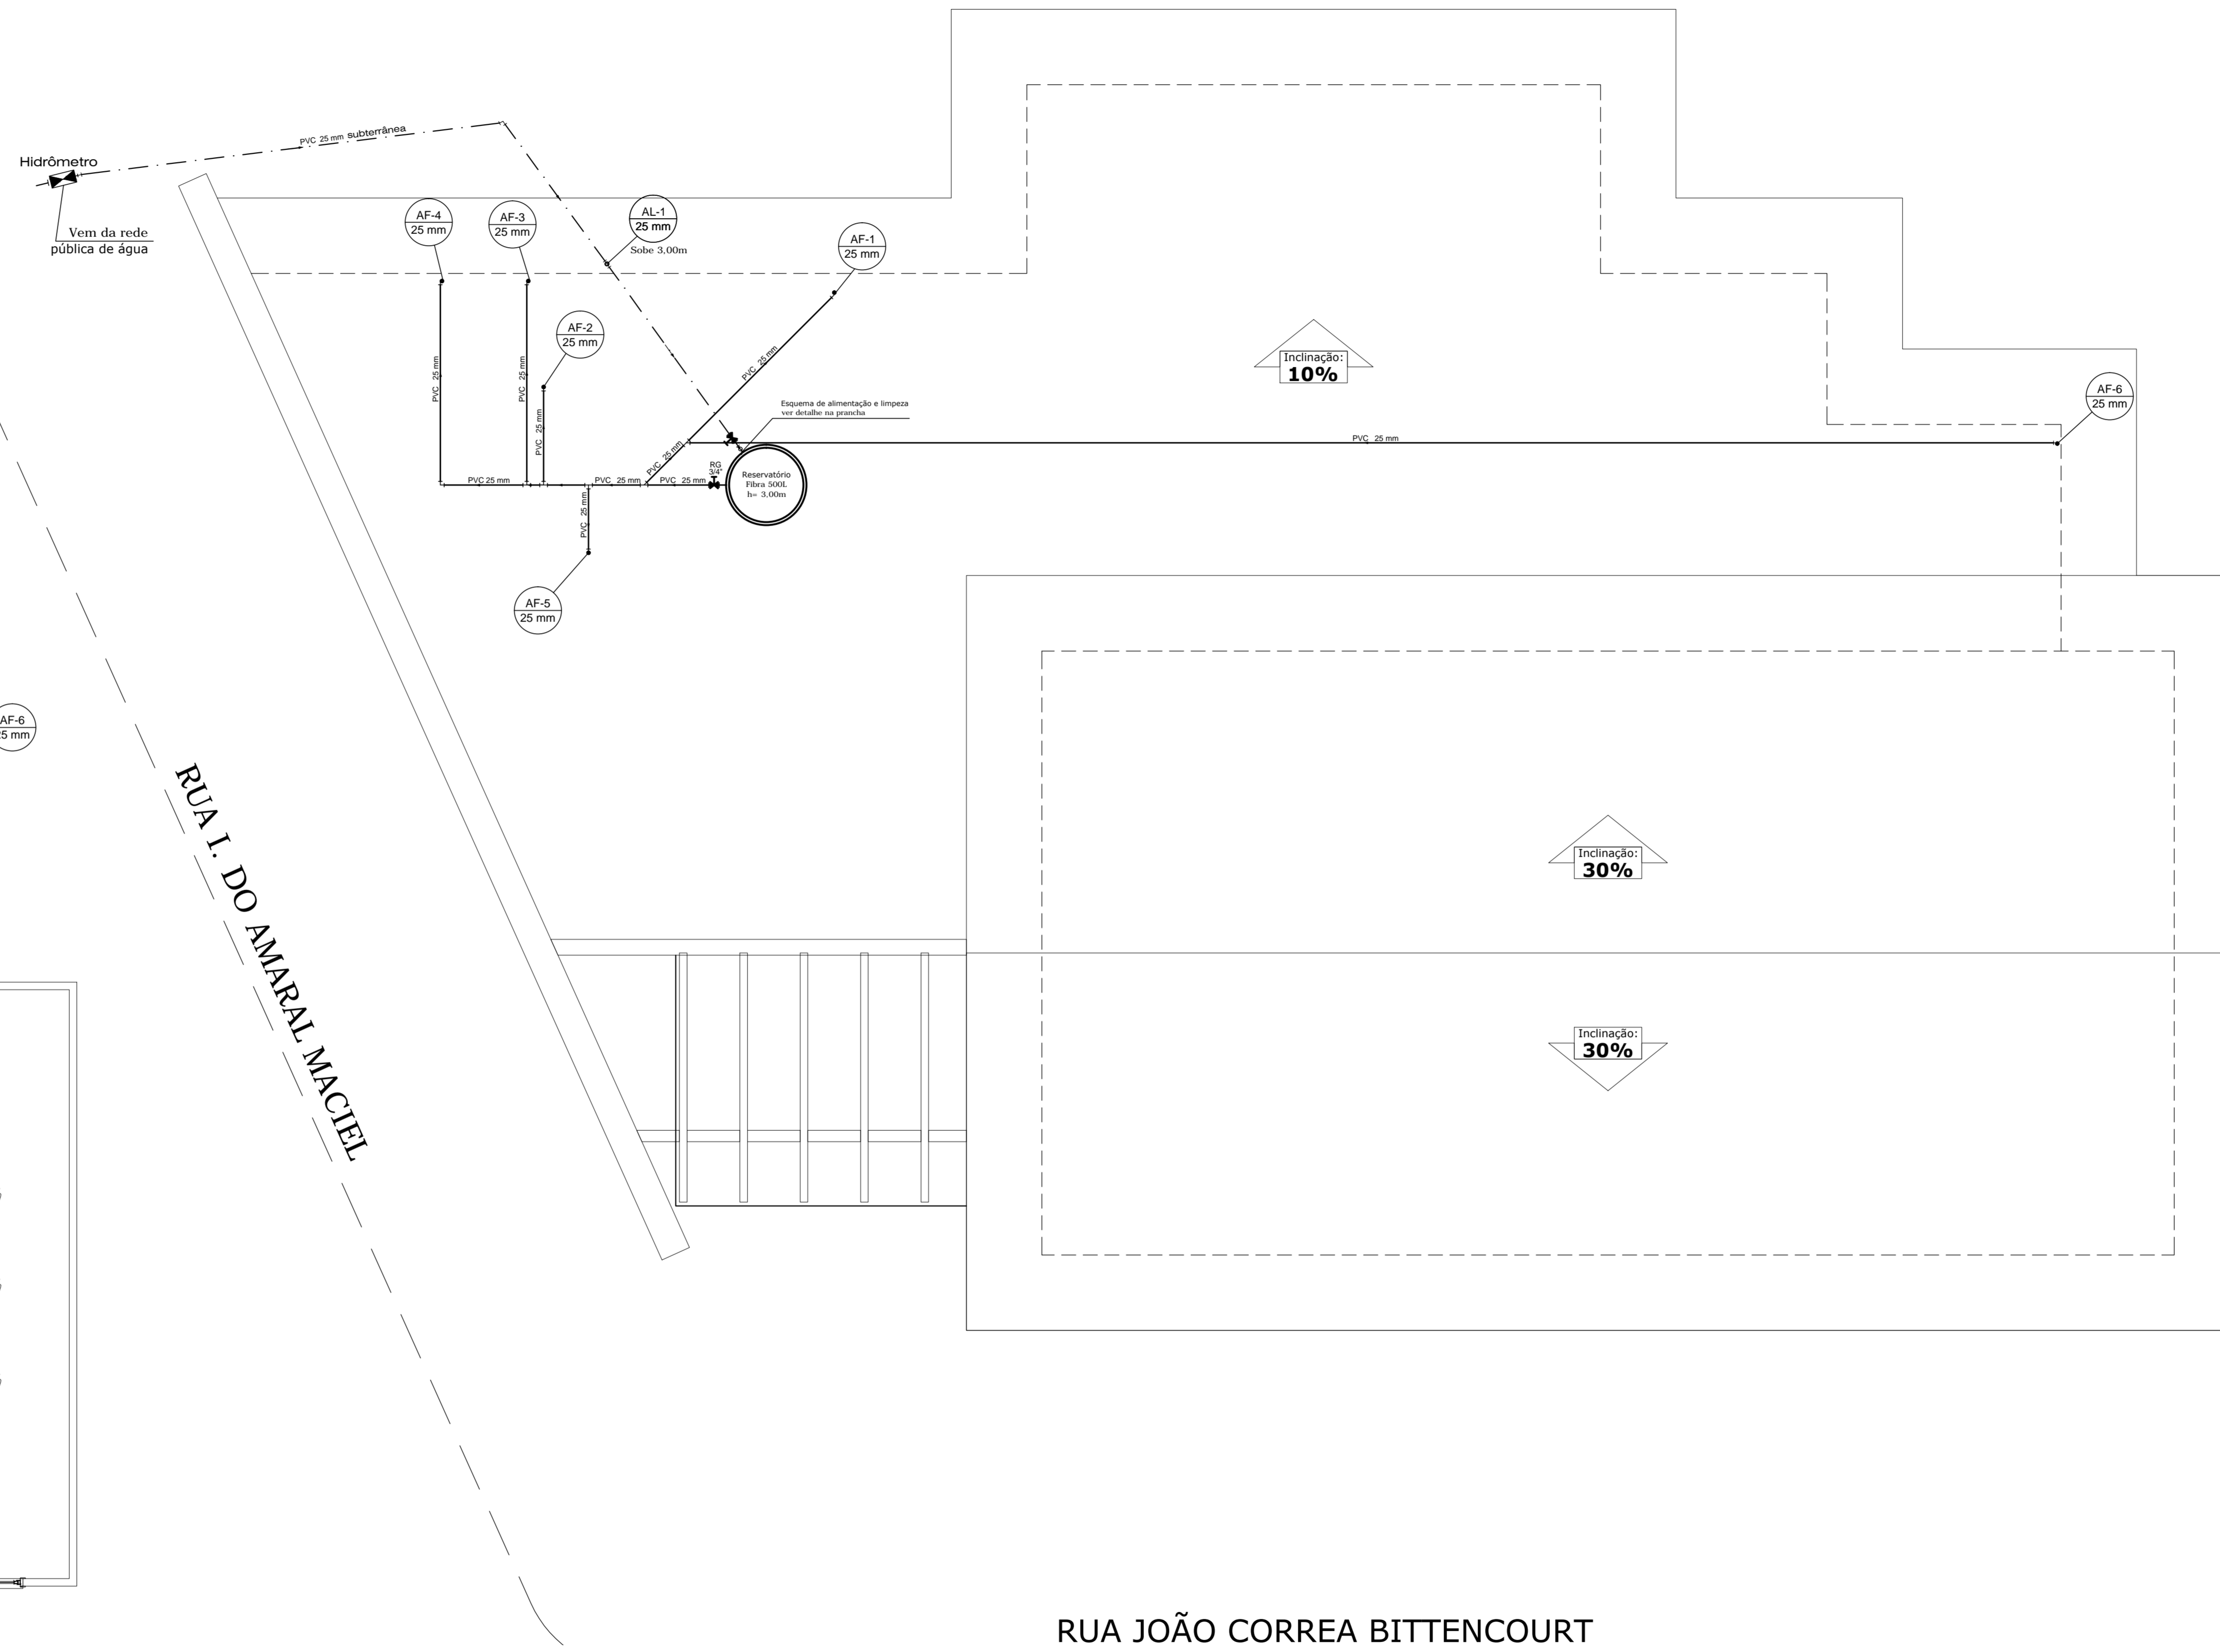 PVC 25 mm subterrânea
Hidrômetro
Vem da rede
pública de água
AF-4
25 mm
AF-3
25 mm
AL-1
25 mm
Sobe 3,00m
AF-1
25 mm
AF-2
25 mm
PVC 25 mm
PVC 25 mm
PVC 25 mm
PVC 25 mm
Inclinação:
10%
AF-6
25 mm
Esquema de alimentação e limpeza
ver detalhe na prancha
PVC 25 mm
PVC 25 mm
RG
3/4"
PVC 25 mm
PVC 25 mm
PVC 25 mm
Reservatório
Fibra 500L
h= 3,00m
PVC 25 mm
AF-5
25 mm
AF-6
25 mm
RUA I. DO AMARAL MACIEL
Inclinação:
30%
Inclinação:
30%
RUA JOÃO CORREA BITTENCOURT